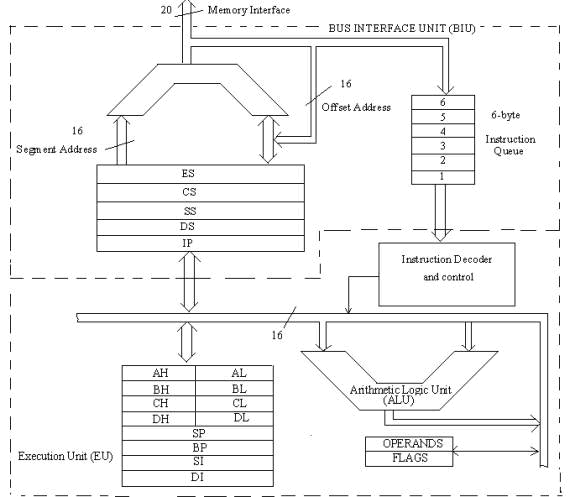 20 Memory Interface
BUS INTERFACE UNIT (BIU)
16
Offset Address
16
Segment Address
6
5
4
3
2
1
6-byte
Instruction
Queue
ES
CS
SS
DS
IP
Instruction Decoder
and control
16
AH AL
BH BL
CH CL
DH DL
SP
BP
SI
DI
Execution Unit (EU)
Arithmetic Logic Unit
(ALU)
OPERANDS
FLAGS